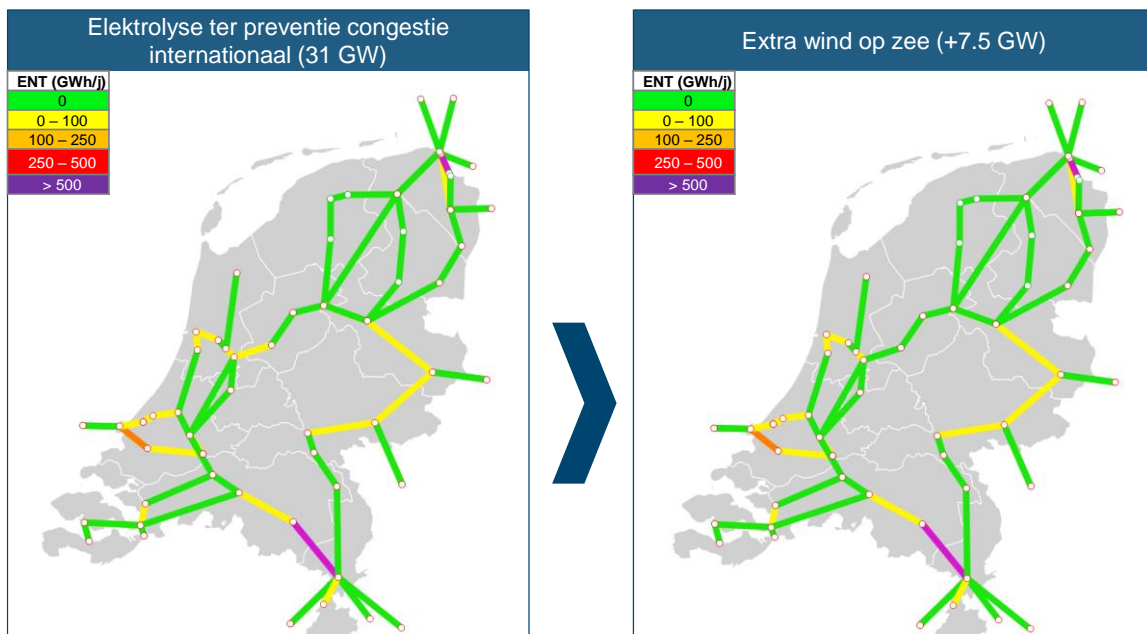 Elektrolyse ter preventie congestie
internationaal (31 GW)
ENT (GWh/j)
0
0 – 100
100 – 250
250 – 500
> 500
Extra wind op zee (+7.5 GW)
ENT (GWh/j)
0
0 – 100
100 – 250
250 – 500
> 500